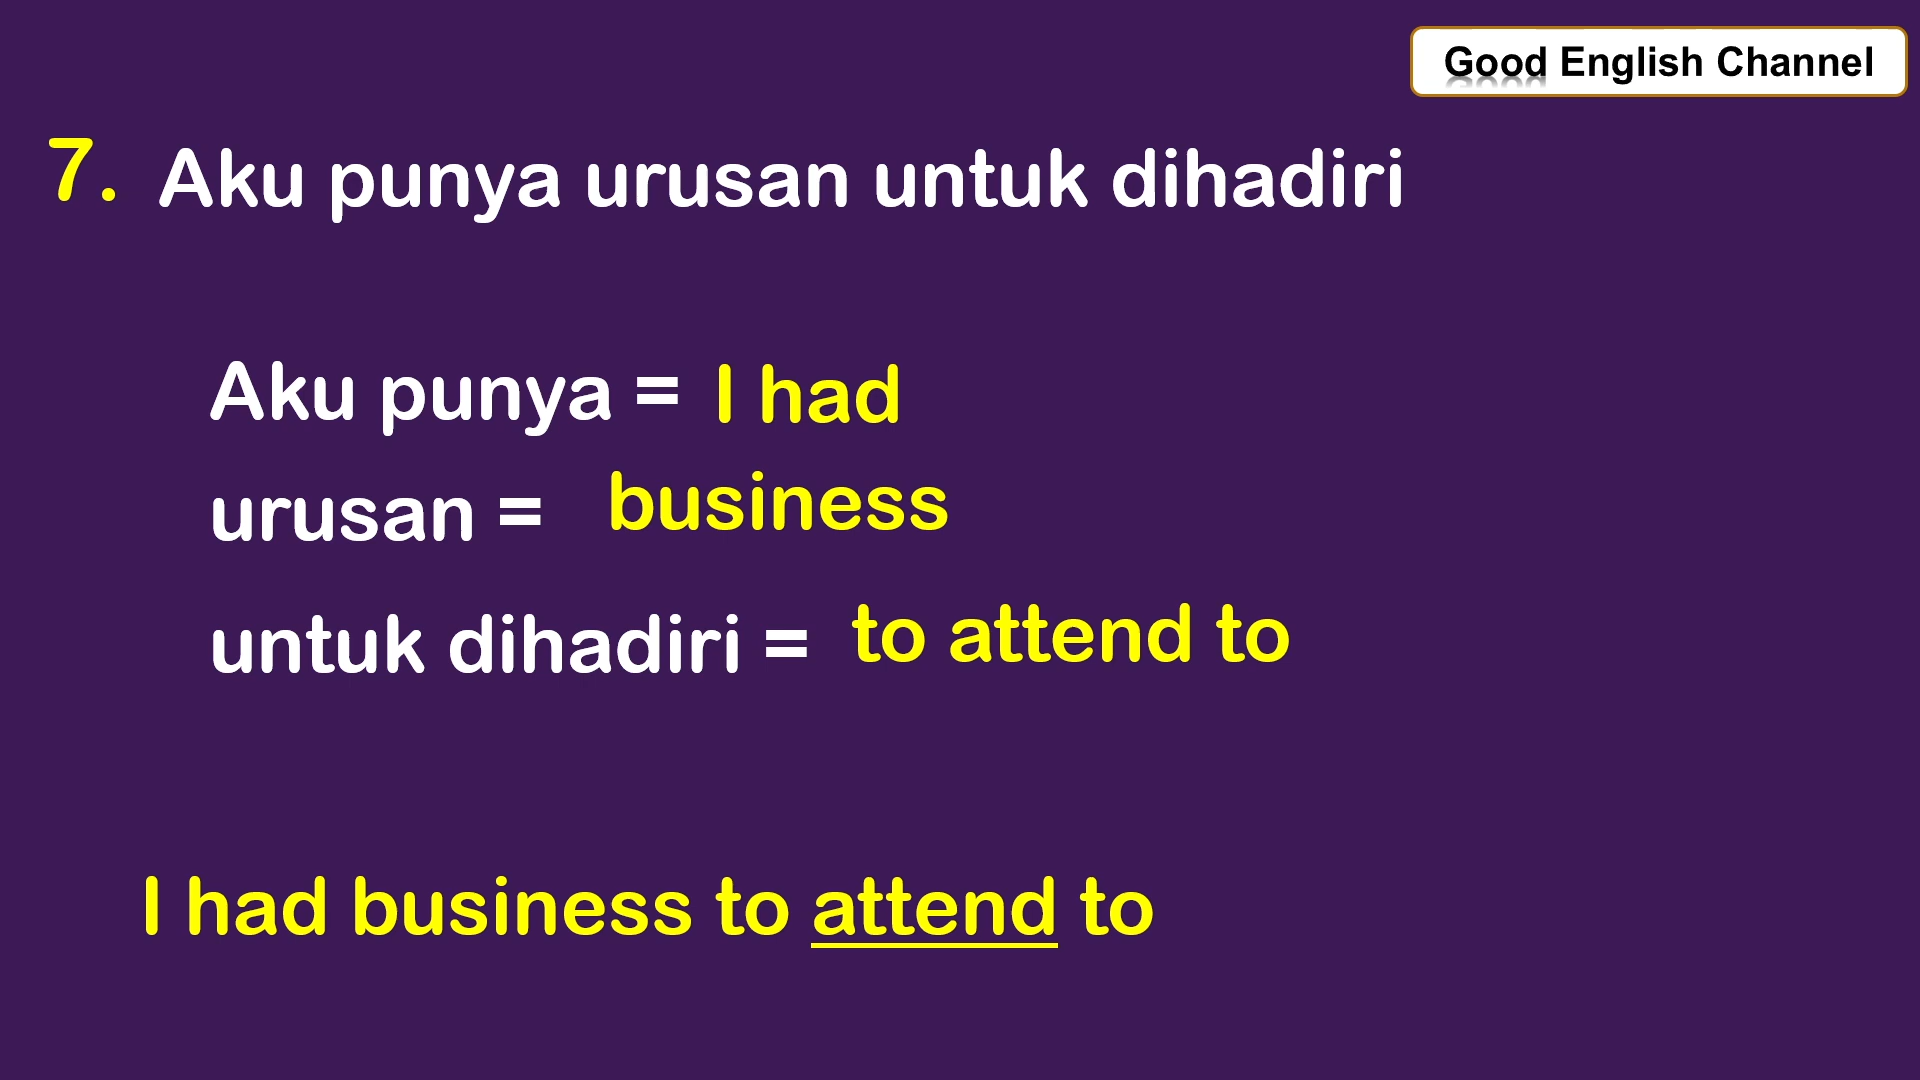 Good English Channel
7. Aku punya urusan untuk dihadiri
Aku punya = I had
urusan = business
untuk dihadiri = to attend to
I had business to attend to